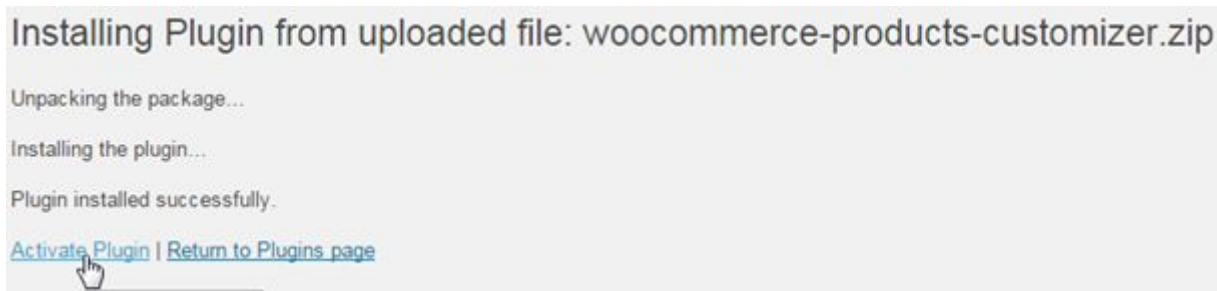 Installing Plugin from uploaded file: woocommerce-products-customizer.zip
Unpacking the package...
Installing the plugin...
Plugin installed successfully.
Activate Plugin | Return to Plugins page